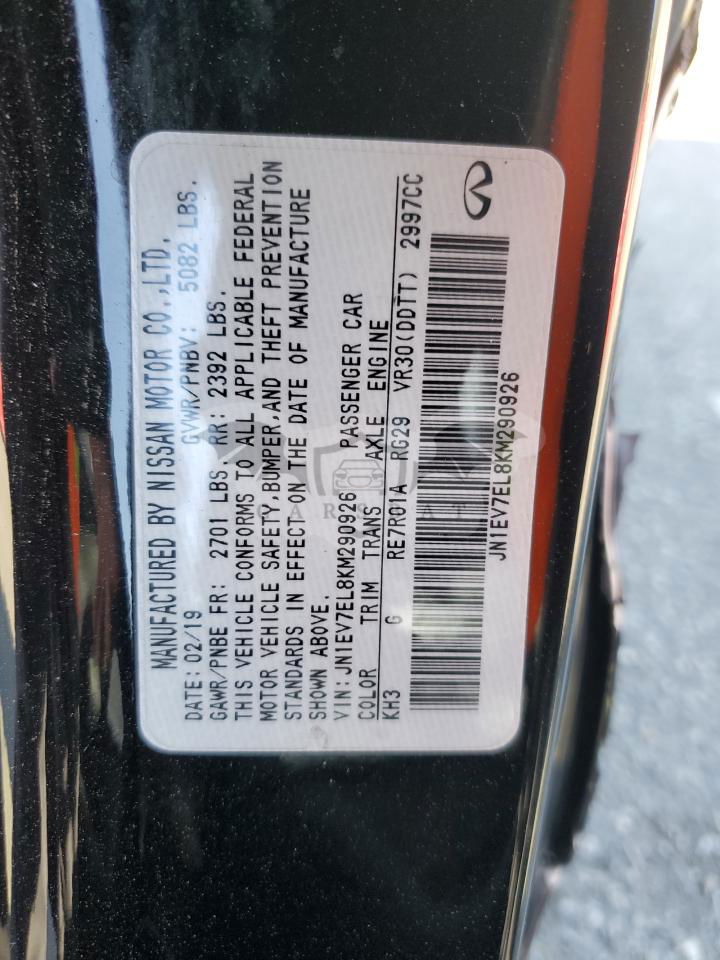 MANUFACTURED BY NISSAN MOTOR CO.,LTD.
DATE: 02/19 GVWR/PNBV: 5082 LBS.
GAWR/PNBE FR: 2701 LBS. RR: 2392 LBS.
THIS VEHICLE CONFORMS TO ALL APPLICABLE FEDERAL
MOTOR VEHICLE SAFETY,BUMPER,AND THEFT PREVENTION
STANDARDS IN EFFECT ON THE DATE OF MANUFACTURE
SHOWN ABOVE.
VIN:JN1EV7EL8KM290926 PASSENGER CAR
COLOR TRIM TRANS AXLE ENGINE
KH3 G RE7R01A RG29 VR30(DDTT) 2997CC
JN1EV7EL8KM290926